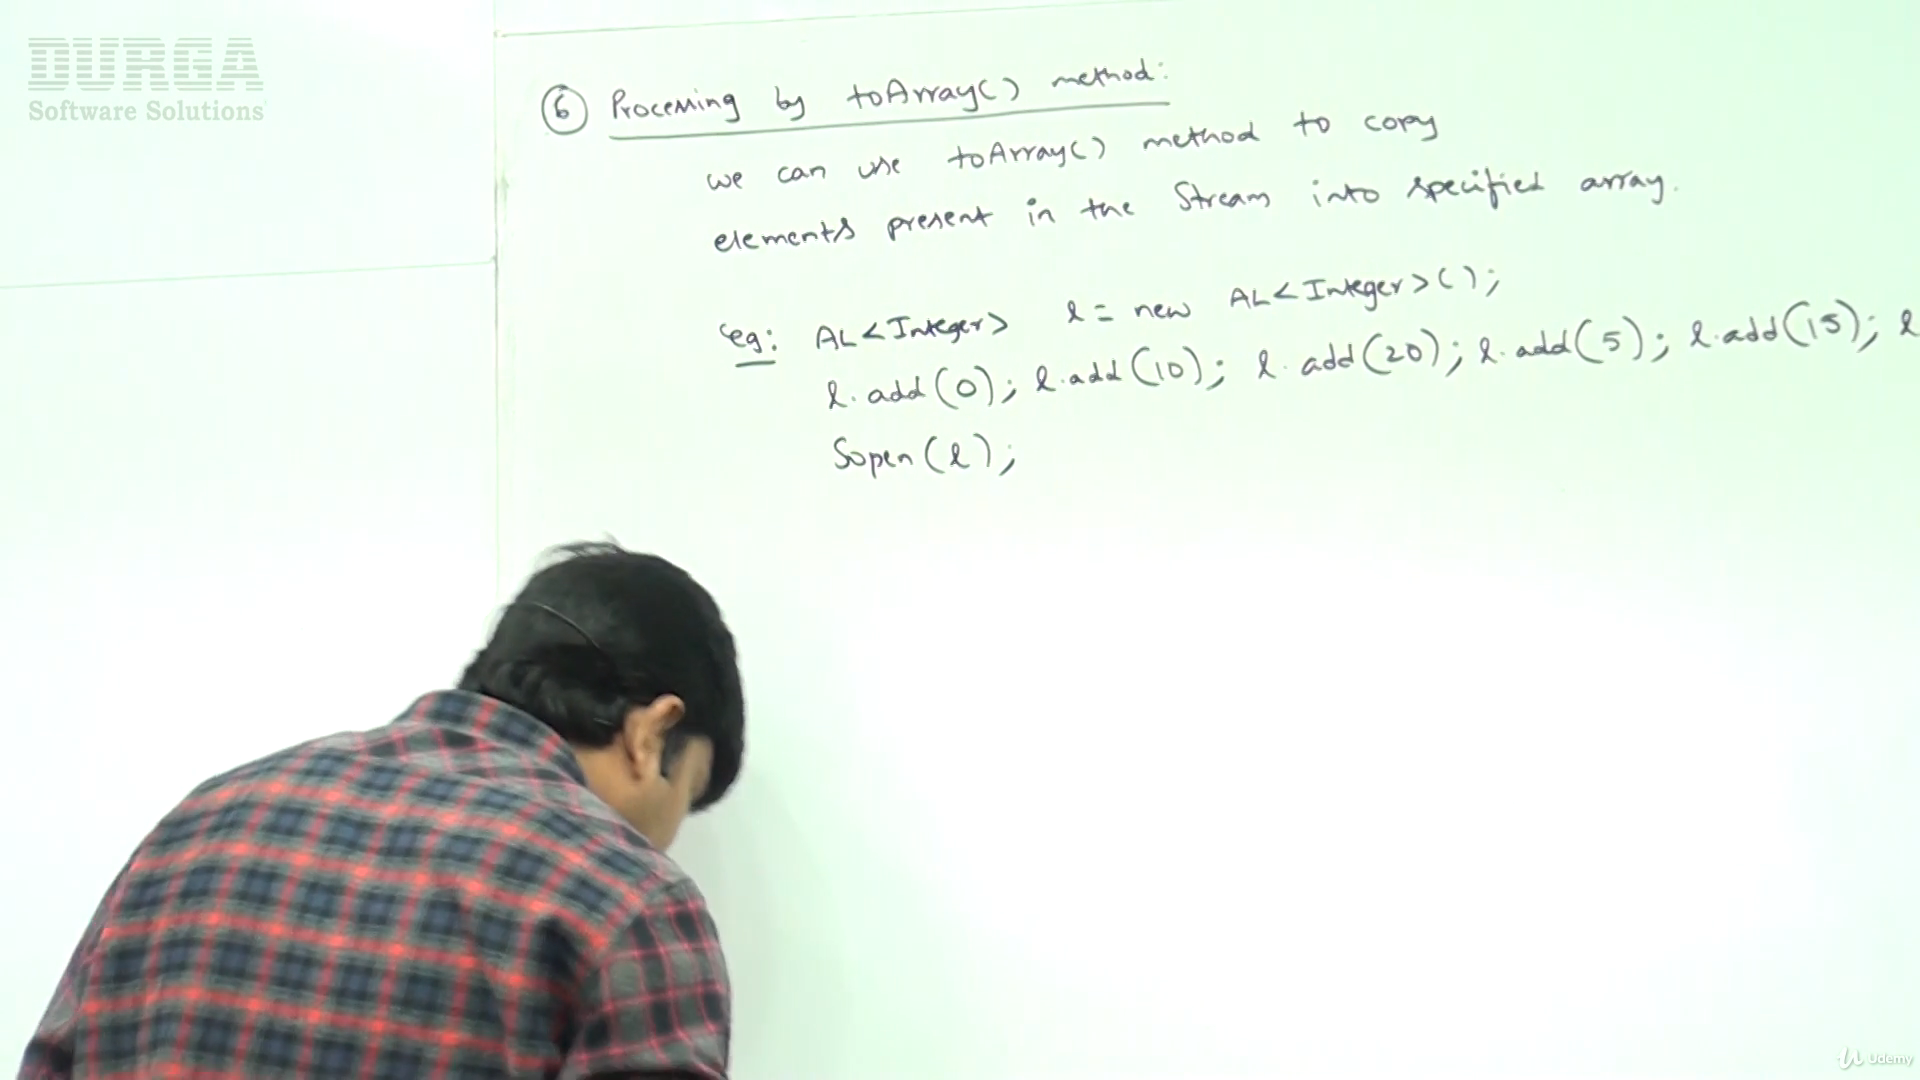 DURGA
Software Solutions
6 Processing by toArray() method:
we can use toArray() method to copy
elements present in the Stream into specified array.
eg: AL<Integer> l = new AL<Integer>();
l.add(0); l.add(10); l.add(20); l.add(5); l.add(15); l
Sopln(l);
Udemy